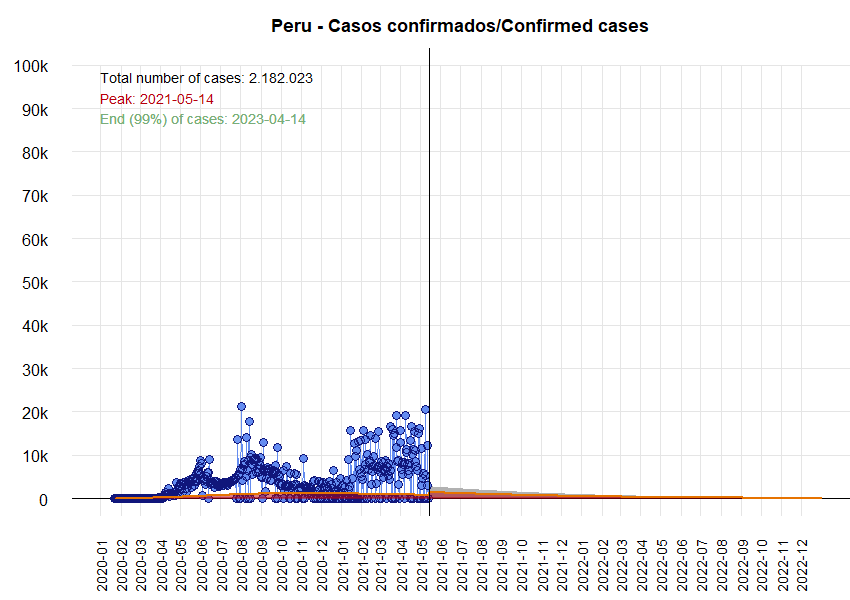 Peru - Casos confirmados/Confirmed cases
100k
90k
80k
70k
60k
50k
40k
30k
20k
10k
0
Total number of cases: 2.182.023
Peak: 2021-05-14
End (99%) of cases: 2023-04-14
2020-01
2020-02
2020-03
2020-04
2020-05
2020-06
2020-07
2020-08
2020-09
2020-10
2020-11
2020-12
2021-01
2021-02
2021-03
2021-04
2021-05
2021-06
2021-07
2021-08
2021-09
2021-10
2021-11
2021-12
2022-01
2022-02
2022-03
2022-04
2022-05
2022-06
2022-07
2022-08
2022-09
2022-10
2022-11
2022-12